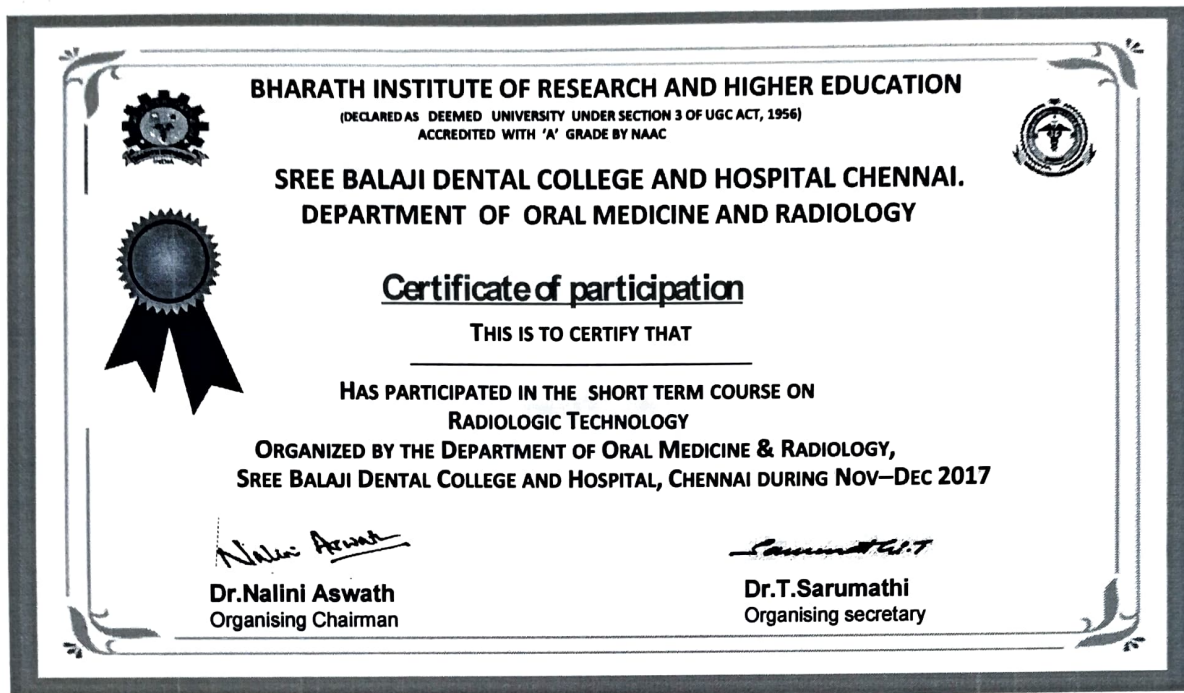 BHARATH INSTITUTE OF RESEARCH AND HIGHER EDUCATION
(DECLARED AS DEEMED UNIVERSITY UNDER SECTION 3 OF UGC ACT, 1956)
ACCREDITED WITH 'A' GRADE BY NAAC
SREE BALAJI DENTAL COLLEGE AND HOSPITAL CHENNAI.
DEPARTMENT OF ORAL MEDICINE AND RADIOLOGY
Certificate of participation
THIS IS TO CERTIFY THAT
HAS PARTICIPATED IN THE SHORT TERM COURSE ON
RADIOLOGIC TECHNOLOGY
ORGANIZED BY THE DEPARTMENT OF ORAL MEDICINE & RADIOLOGY,
SREE BALAJI DENTAL COLLEGE AND HOSPITAL, CHENNAI DURING NOV–DEC 2017
Nalini Aswath
Dr.Nalini Aswath
Organising Chairman
Dr.T.Sarumathi
Organising secretary